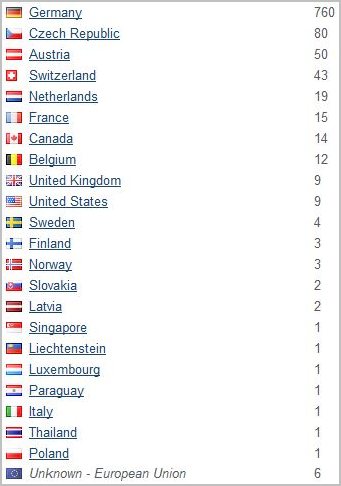 Germany 760
Czech Republic 80
Austria 50
Switzerland 43
Netherlands 19
France 15
Canada 14
Belgium 12
United Kingdom 9
United States 9
Sweden 4
Finland 3
Norway 3
Slovakia 2
Latvia 2
Singapore 1
Liechtenstein 1
Luxembourg 1
Paraguay 1
Italy 1
Thailand 1
Poland 1
Unknown - European Union 6